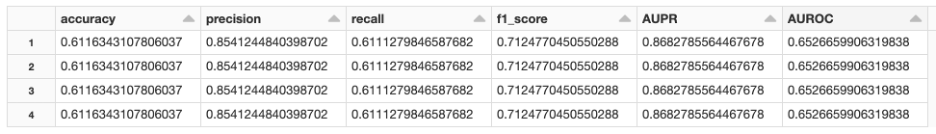 accuracy precision recall f1_score AUPR AUROC
1 0.6116343107806037 0.8541244840398702 0.6111279846587682 0.7124770450550288 0.8682785564467678 0.6526659906319838
2 0.6116343107806037 0.8541244840398702 0.6111279846587682 0.7124770450550288 0.8682785564467678 0.6526659906319838
3 0.6116343107806037 0.8541244840398702 0.6111279846587682 0.7124770450550288 0.8682785564467678 0.6526659906319838
4 0.6116343107806037 0.8541244840398702 0.6111279846587682 0.7124770450550288 0.8682785564467678 0.6526659906319838